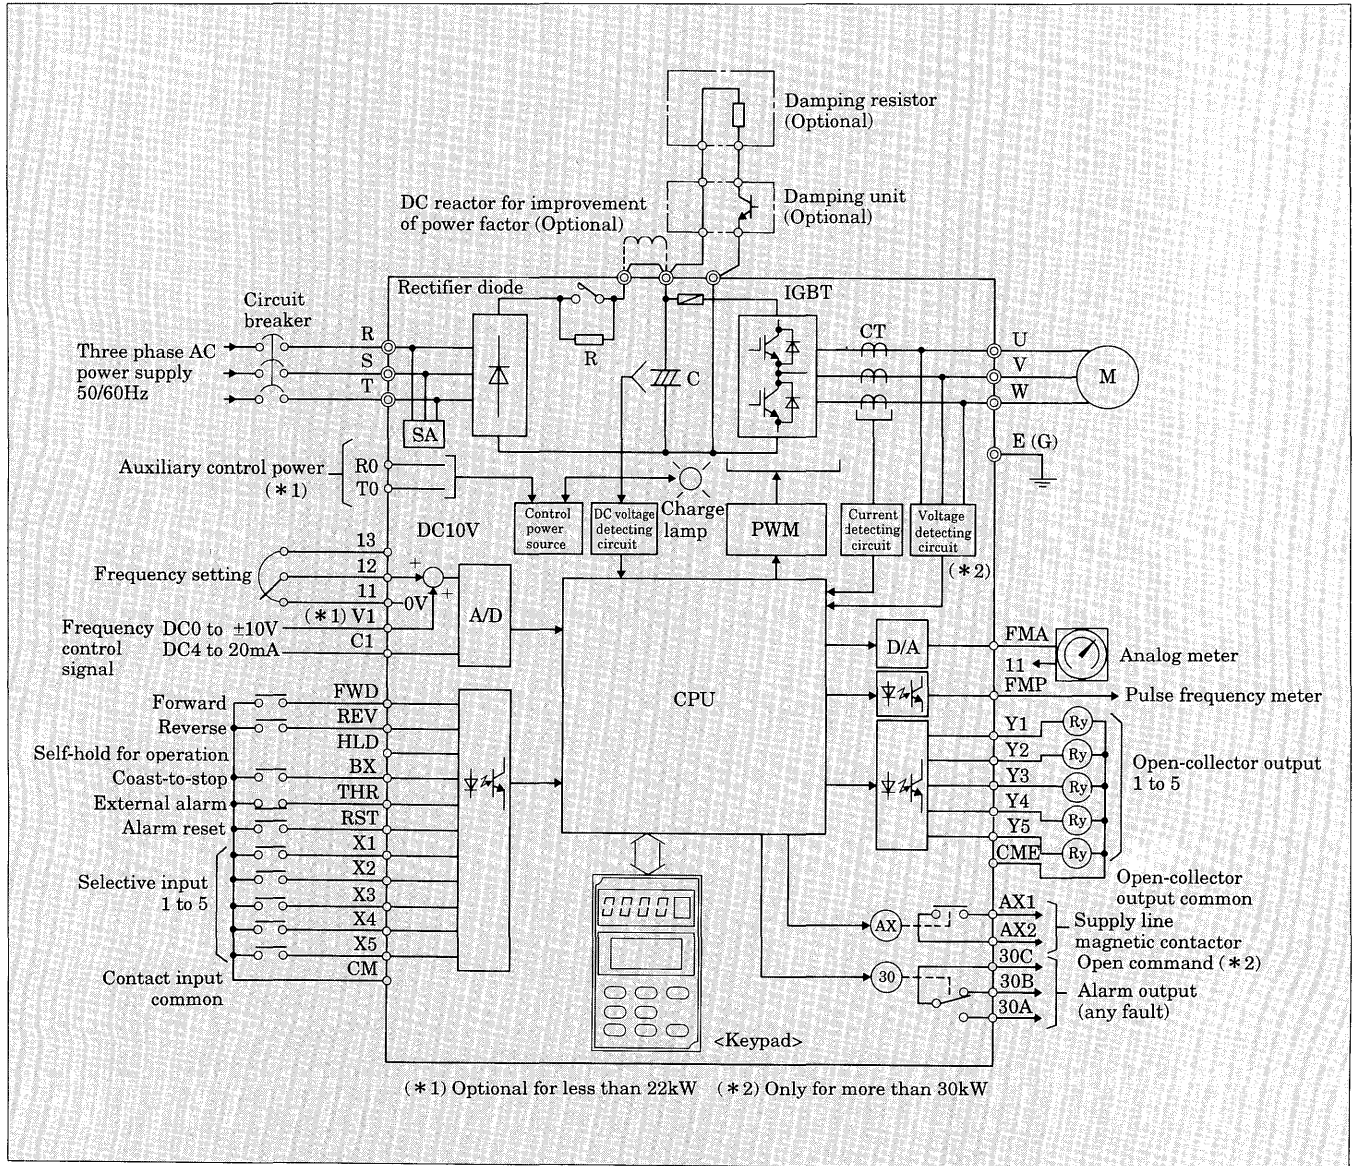 Damping resistor
(Optional)
DC reactor for improvement
of power factor (Optional)
Damping unit
(Optional)
Circuit
breaker
Rectifier diode
IGBT
R
CT
U
Three phase AC
power supply
50/60Hz
S
R
C
V
M
T
W
SA
E (G)
Auxiliary control power
(*1)
R0
T0
DC10V
Control
power
source
DC voltage
detecting
circuit
Charge
lamp
PWM
Current
detecting
circuit
Voltage
detecting
circuit
(*2)
Frequency setting
13
12
11
+
+
0V
A/D
(*1) V1
Frequency
control
signal
DC0 to ±10V
DC4 to 20mA
C1
CPU
D/A
FMA
11
FMP
Analog meter
Pulse frequency meter
Forward
FWD
Reverse
REV
Self-hold for operation
HLD
Coast-to-stop
BX
External alarm
THR
Alarm reset
RST
Selective input
1 to 5
X1
X2
X3
X4
X5
CM
Contact input
common
Y1
Ry
Y2
Ry
Y3
Ry
Y4
Ry
Y5
Ry
CME
Open-collector output
1 to 5
Open-collector
output common
AX
AX1
AX2
Supply line
magnetic contactor
Open command (*2)
30
30C
30B
30A
Alarm output
(any fault)
<Keypad>
(*1) Optional for less than 22kW (*2) Only for more than 30kW